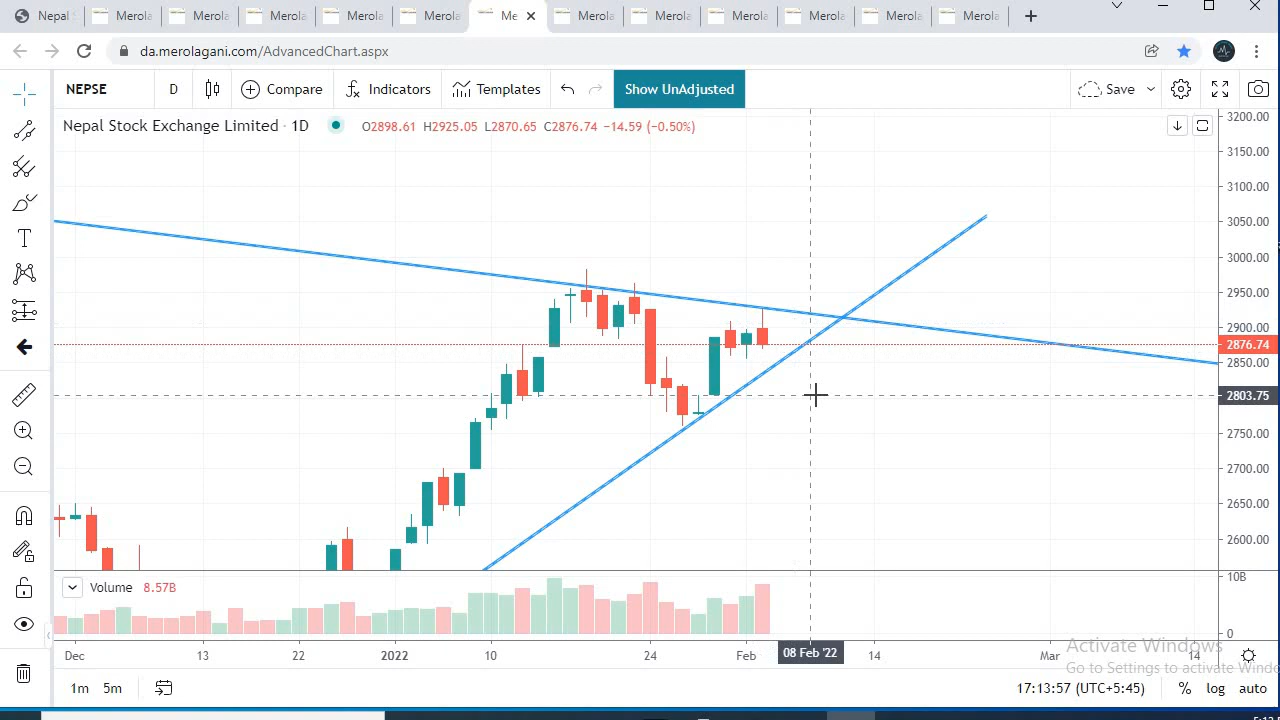 Nepal Merola Merola Merola Merola Merola Me Merola Merola Merola Merola Merola Merola
da.merolagani.com/AdvancedChart.aspx
NEPSE D Compare Indicators Templates Show UnAdjusted Save
Nepal Stock Exchange Limited · 1D O2898.61 H2925.05 L2870.65 C2876.74 −14.59 (−0.50%)
3200.00
3150.00
3100.00
3050.00
3000.00
2950.00
2900.00
2876.74
2850.00
2803.75
2750.00
2700.00
2650.00
2600.00
Volume 8.57B
10B
0
Dec 13 22 2022 10 24 Feb 08 Feb '22 14 Mar 14
Activate Windows
Go to Settings to activate Windo
1m 5m 17:13:57 (UTC+5:45) % log auto